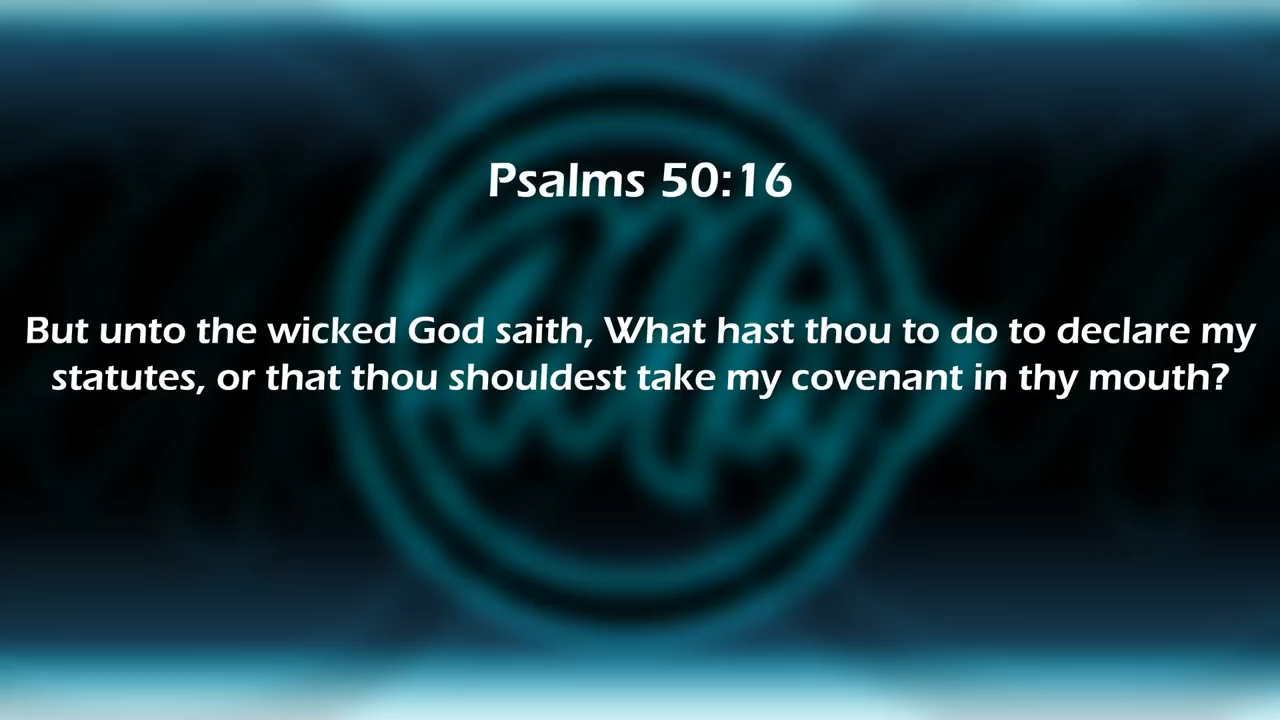 Psalms 50:16
But unto the wicked God saith, What hast thou to do to declare my
statutes, or that thou shouldest take my covenant in thy mouth?